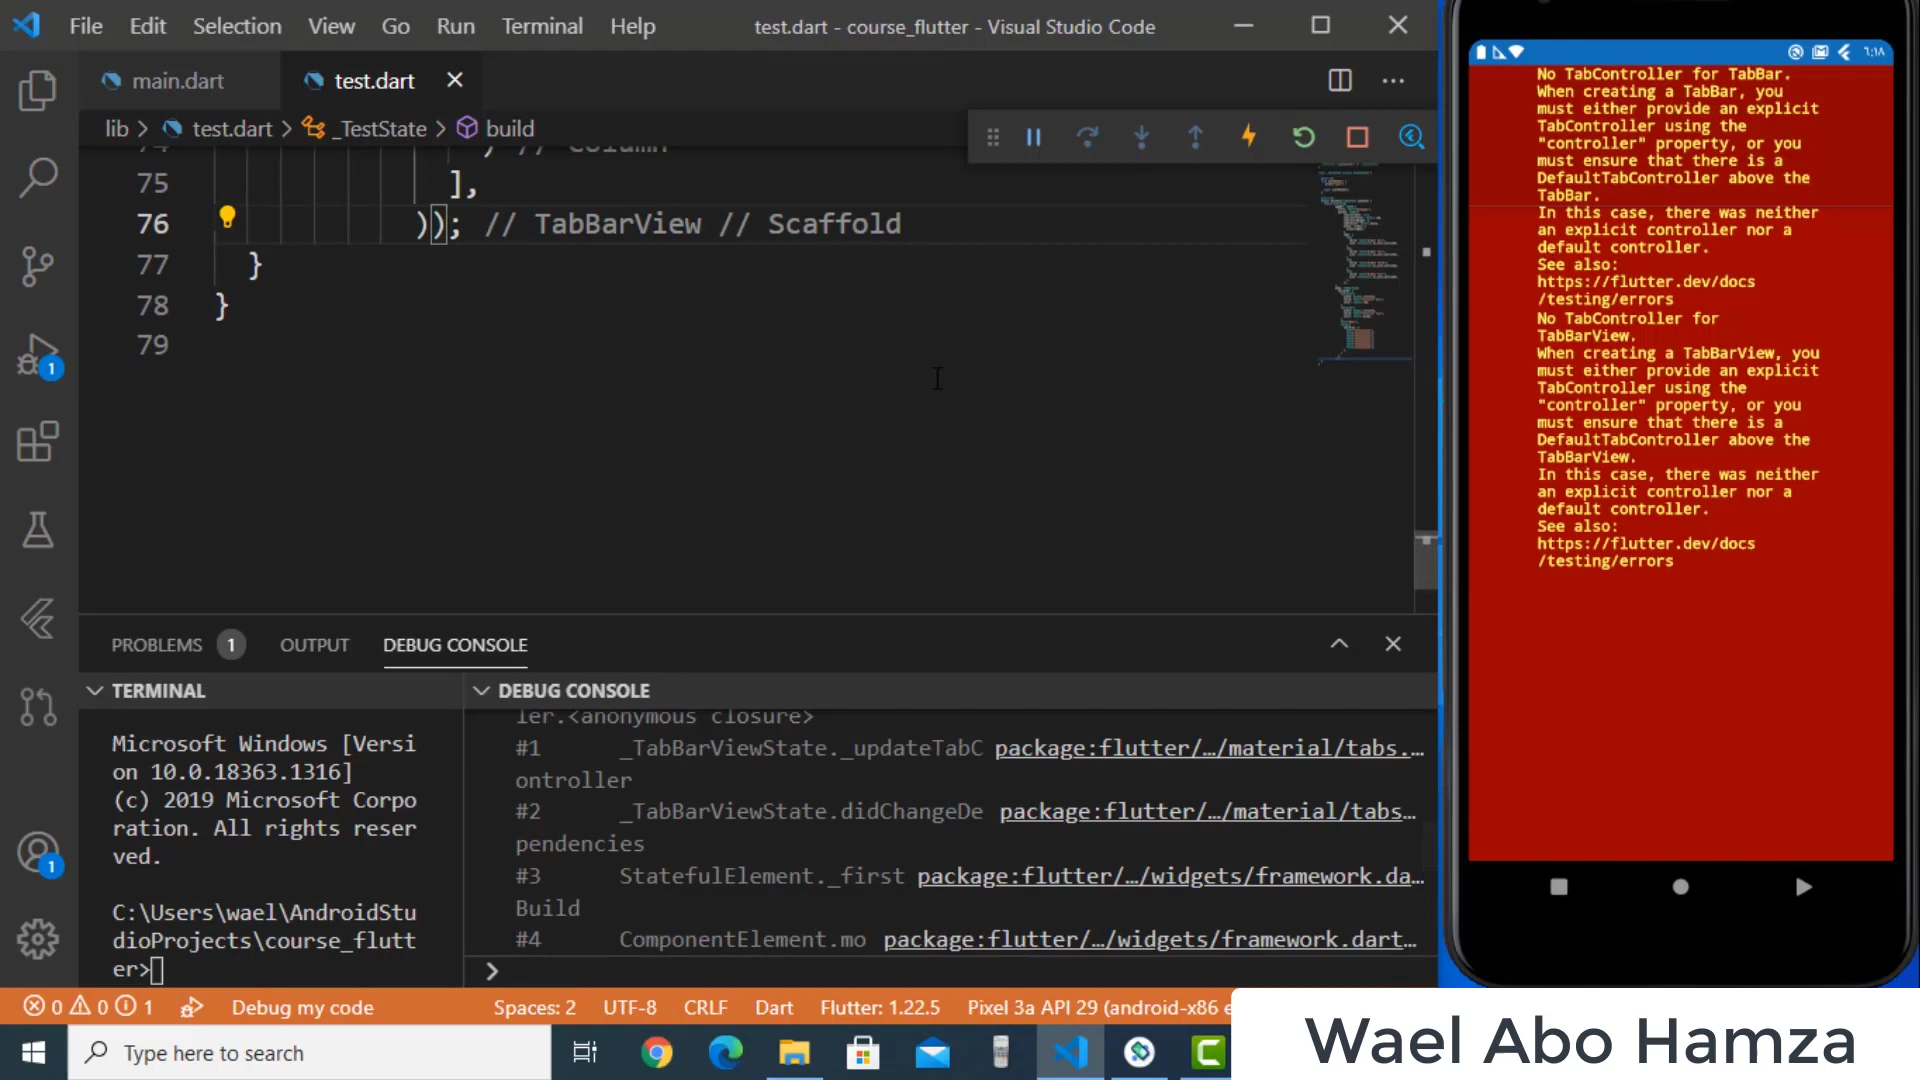 File Edit Selection View Go Run Terminal Help
test.dart - course_flutter - Visual Studio Code
main.dart
test.dart
lib > test.dart > _TestState > build
74 ) // Column
75 ],
76 )); // TabBarView // Scaffold
77 }
78 }
79
PROBLEMS 1 OUTPUT DEBUG CONSOLE
TERMINAL
Microsoft Windows [Versi
on 10.0.18363.1316]
(c) 2019 Microsoft Corpo
ration. All rights reser
ved.
C:\Users\wael\AndroidStu
dioProjects\course_flutt
er>
DEBUG CONSOLE
ler.<anonymous closure>
#1 _TabBarViewState._updateTabC package:flutter/…/material/tabs.…
ontroller
#2 _TabBarViewState.didChangeDe package:flutter/…/material/tabs…
pendencies
#3 StatefulElement._first package:flutter/…/widgets/framework.da…
Build
#4 ComponentElement.mo package:flutter/…/widgets/framework.dart…
1
1
0 0 1 Debug my code Spaces: 2 UTF-8 CRLF Dart Flutter: 1.22.5 Pixel 3a API 29 (android-x86 e
Type here to search
٦:١٨
No TabController for TabBar.
When creating a TabBar, you
must either provide an explicit
TabController using the
"controller" property, or you
must ensure that there is a
DefaultTabController above the
TabBar.
In this case, there was neither
an explicit controller nor a
default controller.
See also:
https://flutter.dev/docs
/testing/errors
No TabController for
TabBarView.
When creating a TabBarView, you
must either provide an explicit
TabController using the
"controller" property, or you
must ensure that there is a
DefaultTabController above the
TabBarView.
In this case, there was neither
an explicit controller nor a
default controller.
See also:
https://flutter.dev/docs
/testing/errors
Wael Abo Hamza